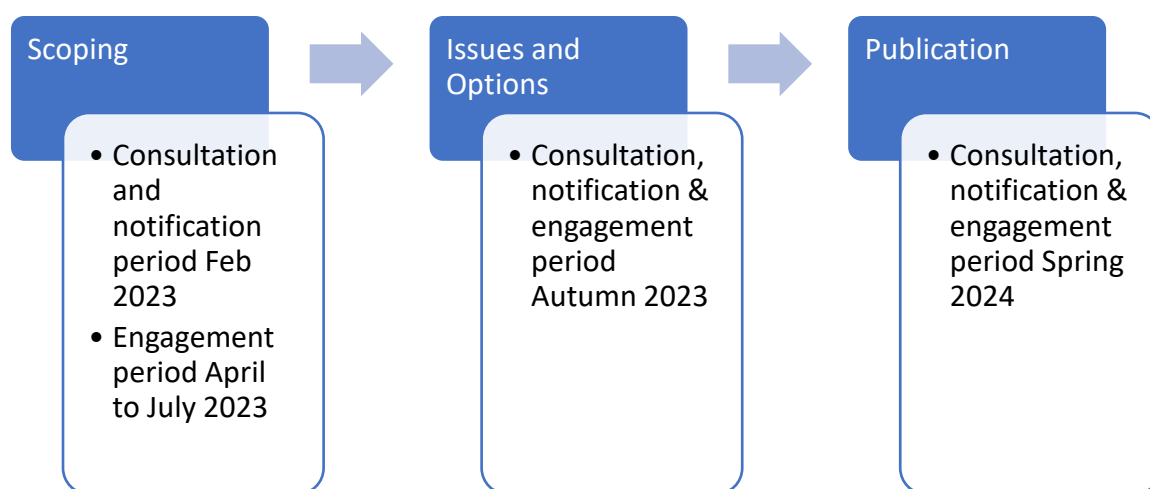 Scoping
• Consultation
and
notification
period Feb
2023
• Engagement
period April
to July 2023
Issues and
Options
• Consultation,
notification &
engagement
period
Autumn 2023
Publication
• Consultation,
notification &
engagement
period Spring
2024